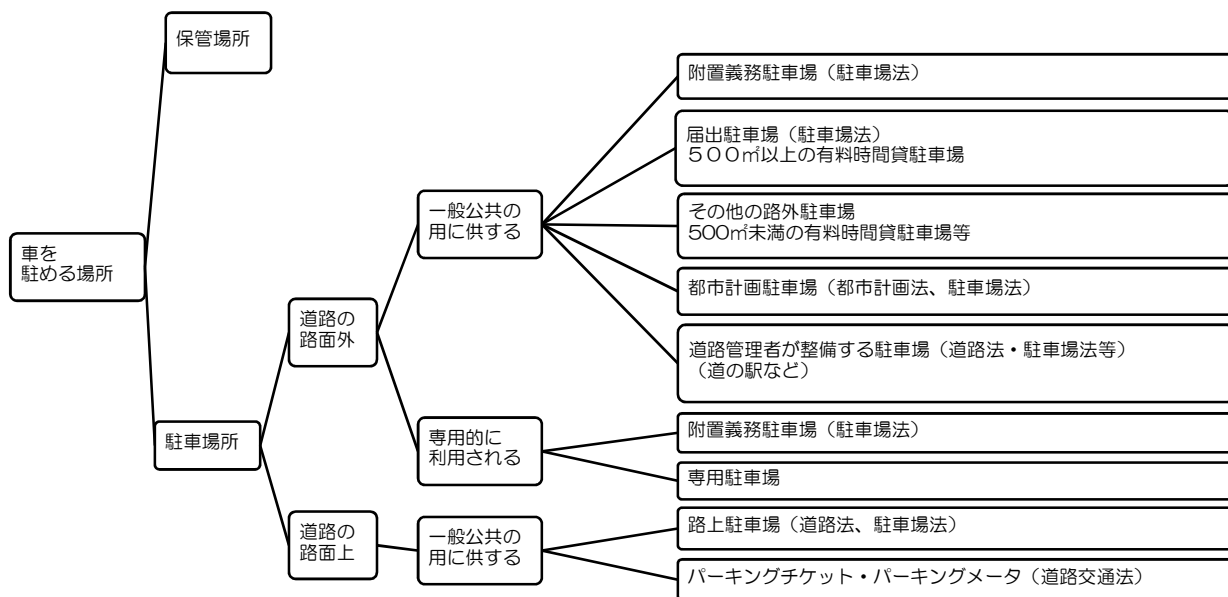 保管場所
附置義務駐車場（駐車場法）
届出駐車場（駐車場法）
５００㎡以上の有料時間貸駐車場
一般公共の
用に供する
その他の路外駐車場
500㎡未満の有料時間貸駐車場等
車を
駐める場所
都市計画駐車場（都市計画法、駐車場法）
道路の
路面外
道路管理者が整備する駐車場（道路法・駐車場法等）
（道の駅など）
駐車場所
専用的に
利用される
附置義務駐車場（駐車場法）
専用駐車場
道路の
路面上
一般公共の
用に供する
路上駐車場（道路法、駐車場法）
パーキングチケット・パーキングメータ（道路交通法）